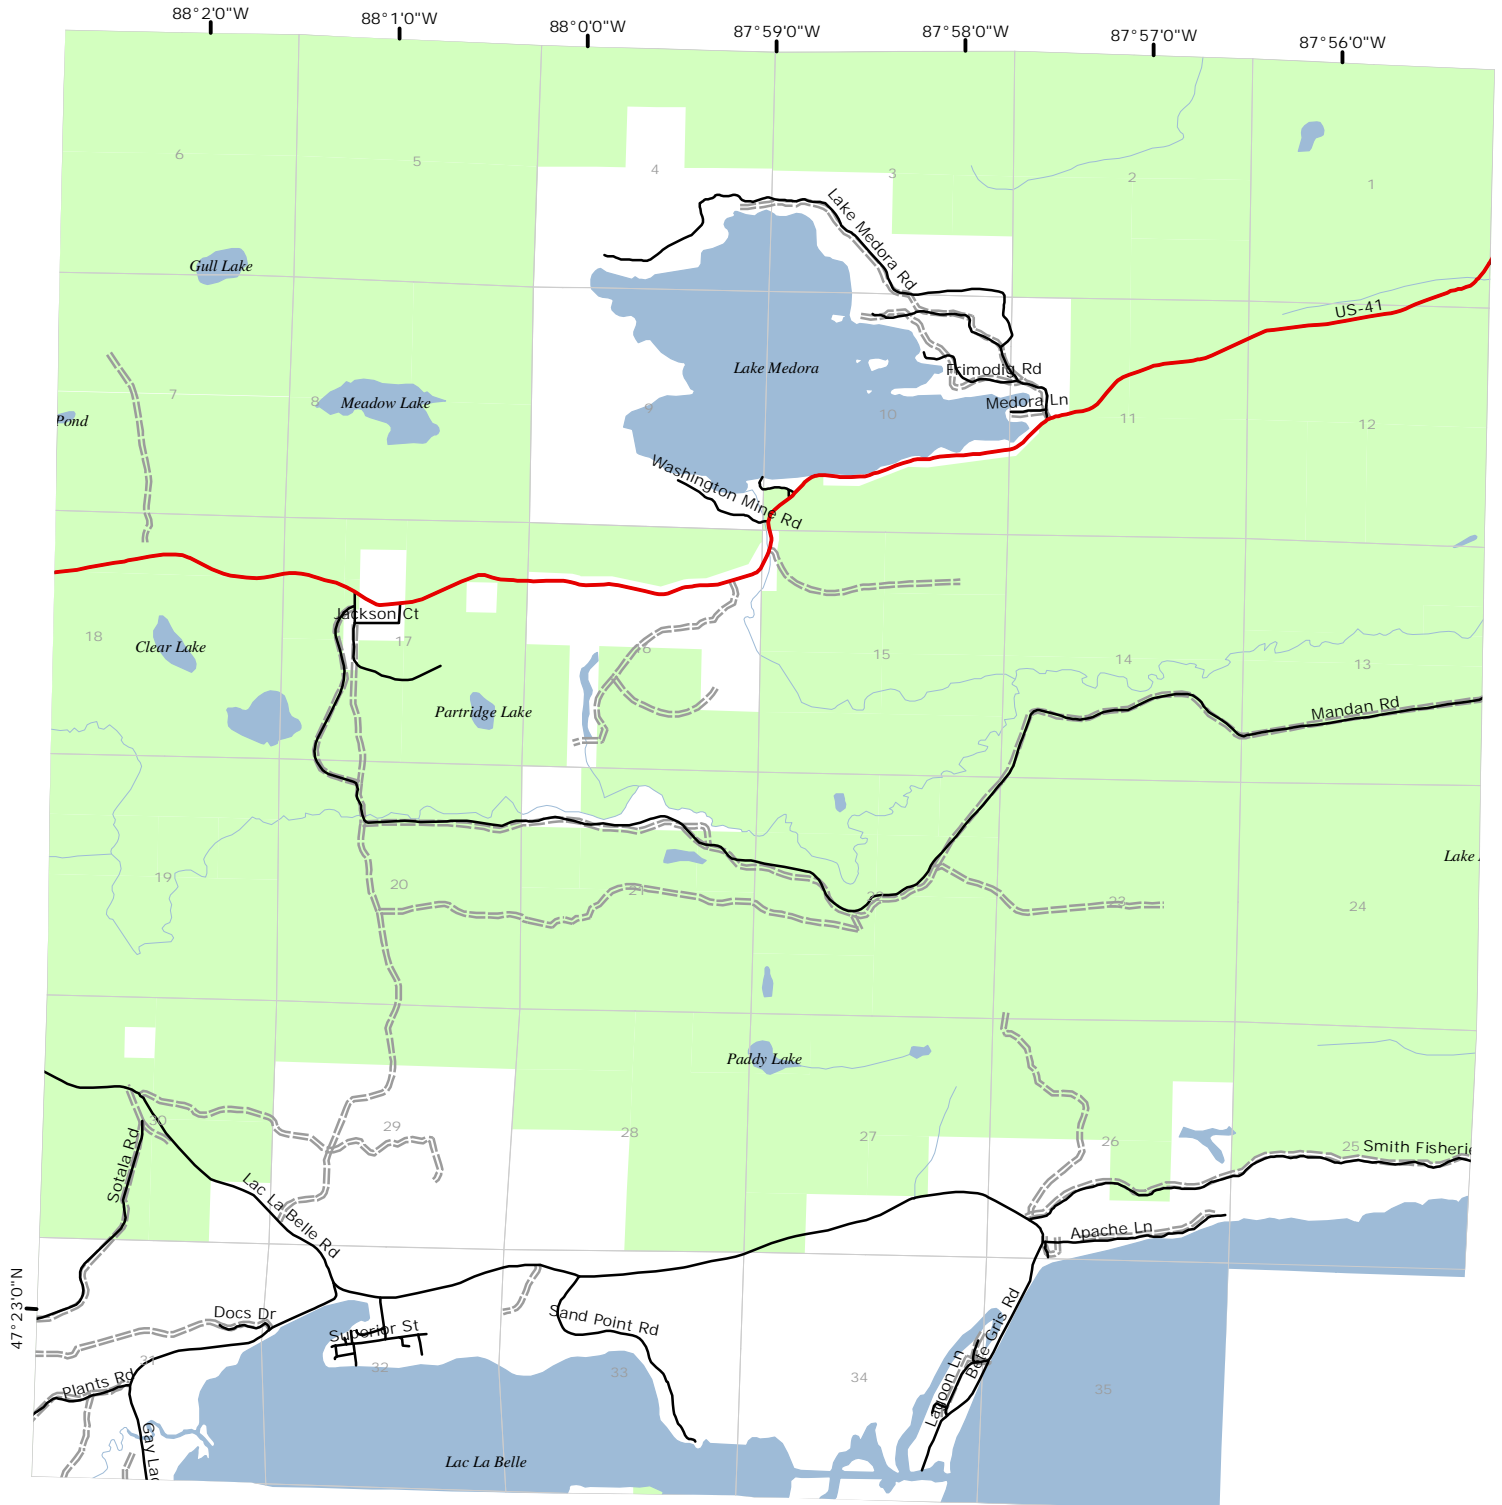 88°2'0"W
88°1'0"W
88°0'0"W
87°59'0"W
87°58'0"W
87°57'0"W
87°56'0"W
6
5
4
3
2
1
Lake Medora Rd
Gull Lake
US-41
Lake Medora
Frimodig Rd
7
8
Meadow Lake
9
10
Medora Ln
11
12
Pond
Washington Mine Rd
Jackson Ct
18
Clear Lake
17
16
15
14
13
Partridge Lake
Mandan Rd
Lake
19
20
21
22
23
24
Paddy Lake
30
29
28
27
26
25
Smith Fisherie
Sotala Rd
Lac La Belle Rd
Apache Ln
47°23'0"N
Docs Dr
Superior St
Sand Point Rd
Bete Gris Rd
Lagoon Ln
31
32
33
34
35
Plants Rd
Gay Lac
Lac La Belle